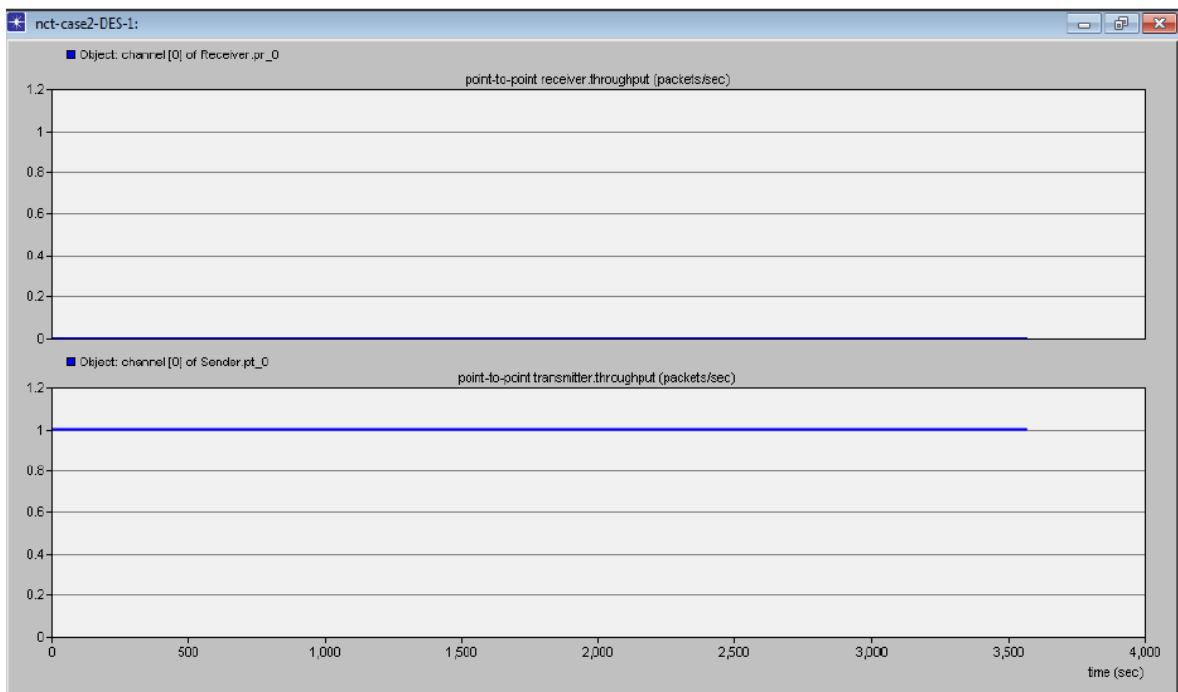 nct-case2-DES-1:
Object: channel [0] of Receiver.pr_0
point-to-point receiver.throughput (packets/sec)
1.2
1
0.8
0.6
0.4
0.2
0
Object: channel [0] of Sender.pt_0
point-to-point transmitter.throughput (packets/sec)
1.2
1
0.8
0.6
0.4
0.2
0
0 500 1,000 1,500 2,000 2,500 3,000 3,500 4,000
time (sec)